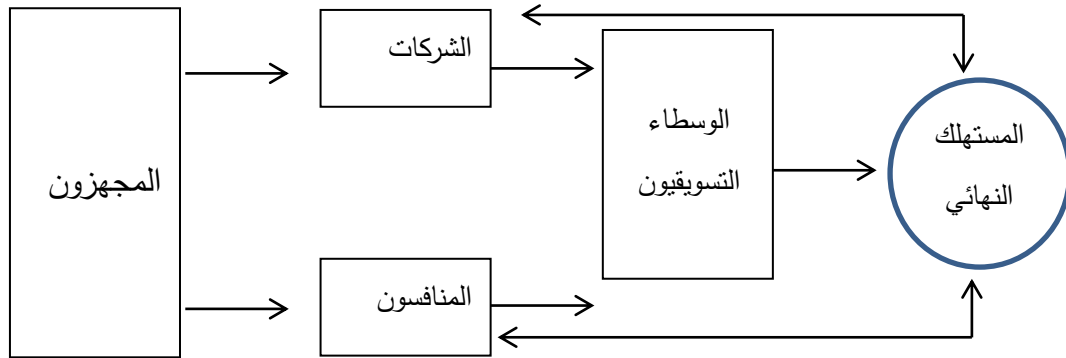 الشركات
الوسطاء
التسويقيون
المستهلك
النهائي
المجهزون
المنافسون